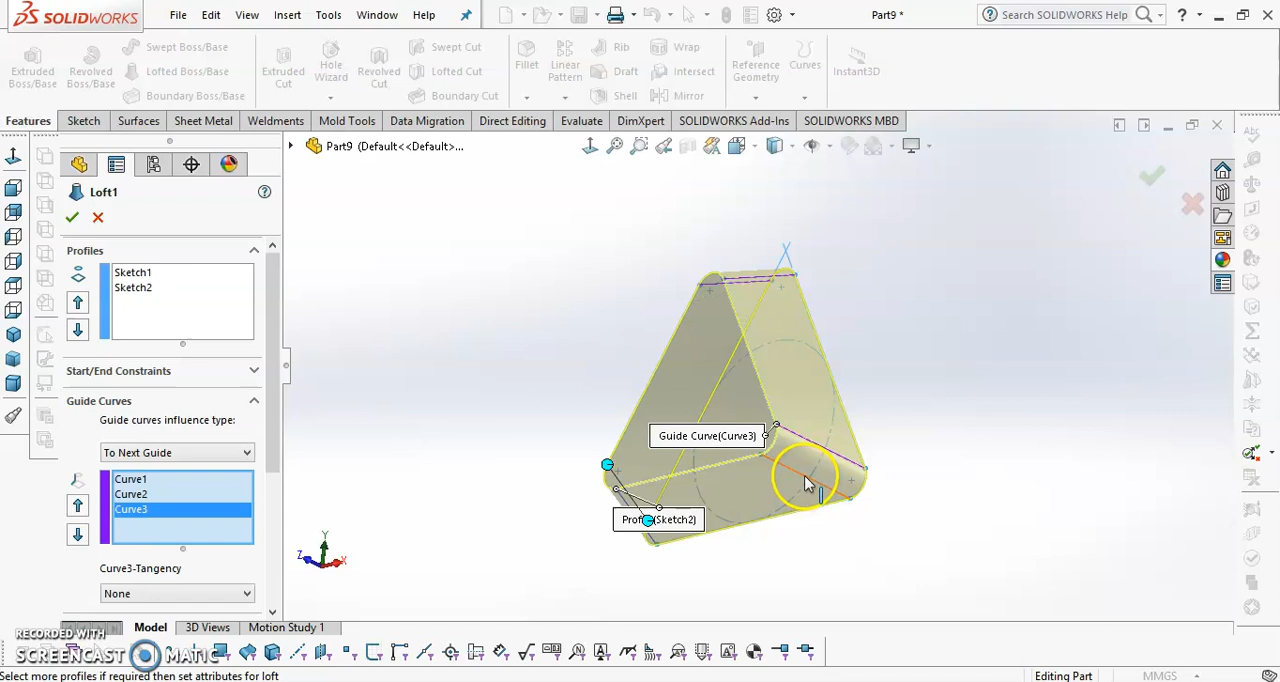 SOLIDWORKS
File Edit View Insert Tools Window Help
Part9 *
Search SOLIDWORKS Help
Extruded Boss/Base
Revolved Boss/Base
Swept Boss/Base
Lofted Boss/Base
Boundary Boss/Base
Extruded Cut
Hole Wizard
Revolved Cut
Swept Cut
Lofted Cut
Boundary Cut
Fillet
Linear Pattern
Rib
Draft
Shell
Wrap
Intersect
Mirror
Reference Geometry
Curves
Instant3D
Features Sketch Surfaces Sheet Metal Weldments Mold Tools Data Migration Direct Editing Evaluate DimXpert SOLIDWORKS Add-Ins SOLIDWORKS MBD
Part9 (Default<<Default>...
Loft1
Profiles
Sketch1
Sketch2
Start/End Constraints
Guide Curves
Guide curves influence type:
To Next Guide
Curve1
Curve2
Curve3
Curve3-Tangency
None
Guide Curve(Curve3)
Profile(Sketch2)
Y
Z
X
Model 3D Views Motion Study 1
RECORDED WITH
SCREENCAST MATIC
Select more profiles if required then set attributes for loft
Editing Part
MMGS